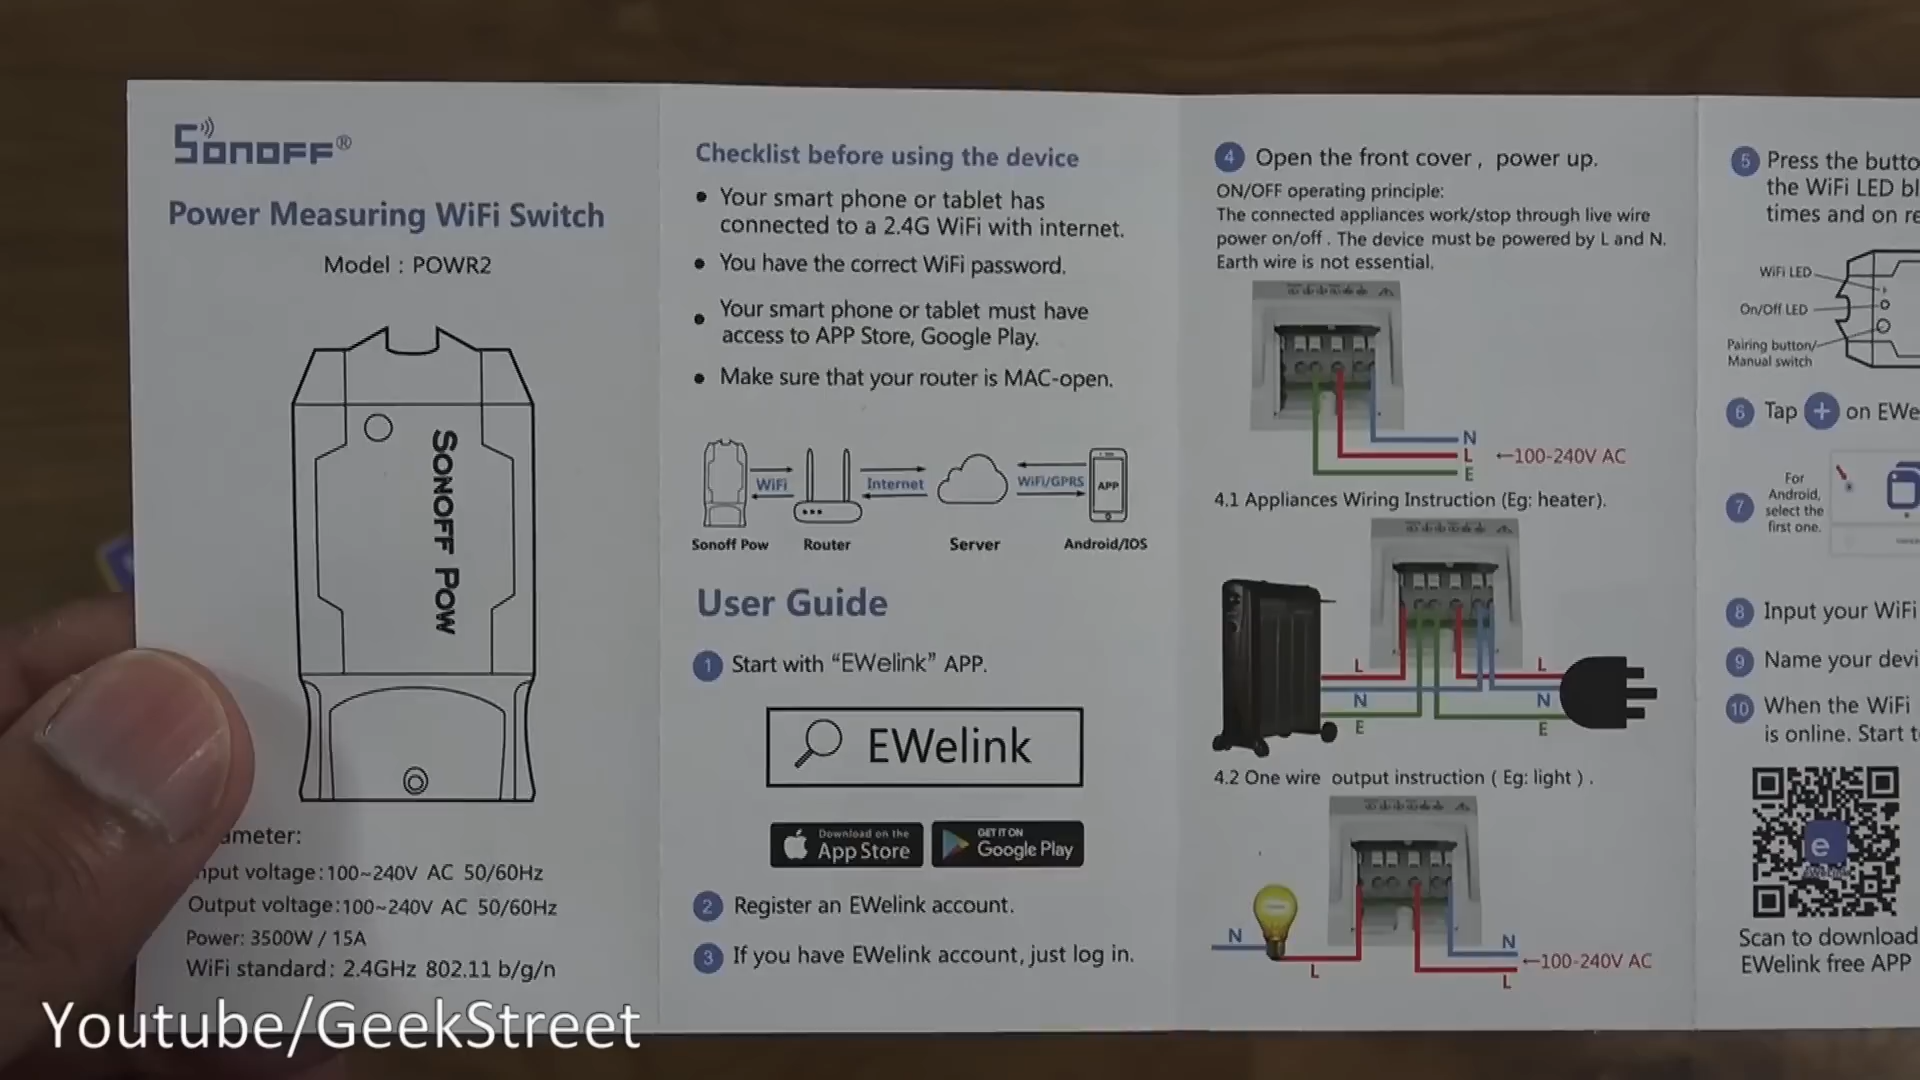 SONOFF®
Power Measuring WiFi Switch
Model : POWR2
SONOFF POW
ameter:
nput voltage:100~240V AC 50/60Hz
Output voltage:100~240V AC 50/60Hz
Power: 3500W / 15A
WiFi standard: 2.4GHz 802.11 b/g/n
Checklist before using the device
• Your smart phone or tablet has
connected to a 2.4G WiFi with internet.
• You have the correct WiFi password.
• Your smart phone or tablet must have
access to APP Store, Google Play.
• Make sure that your router is MAC-open.
WiFi Internet WiFi/GPRS APP
Sonoff Pow Router Server Android/IOS
User Guide
1 Start with “EWelink” APP.
EWelink
Download on the
App Store
GET IT ON
Google Play
2 Register an EWelink account.
3 If you have EWelink account, just log in.
4 Open the front cover , power up.
ON/OFF operating principle:
The connected appliances work/stop through live wire
power on/off . The device must be powered by L and N.
Earth wire is not essential.
N
L ←100-240V AC
E
4.1 Appliances Wiring Instruction (Eg: heater).
L L
N N
E E
4.2 One wire output instruction ( Eg: light ) .
N N
←100-240V AC
L L
5 Press the butto
the WiFi LED bl
times and on re
WiFi LED
On/Off LED
Pairing button/
Manual switch
6 Tap + on EWe
7 For
Android,
select the
first one.
8 Input your WiFi
9 Name your devi
10 When the WiFi
is online. Start t
e
Scan to download
EWelink free APP
Youtube/GeekStreet